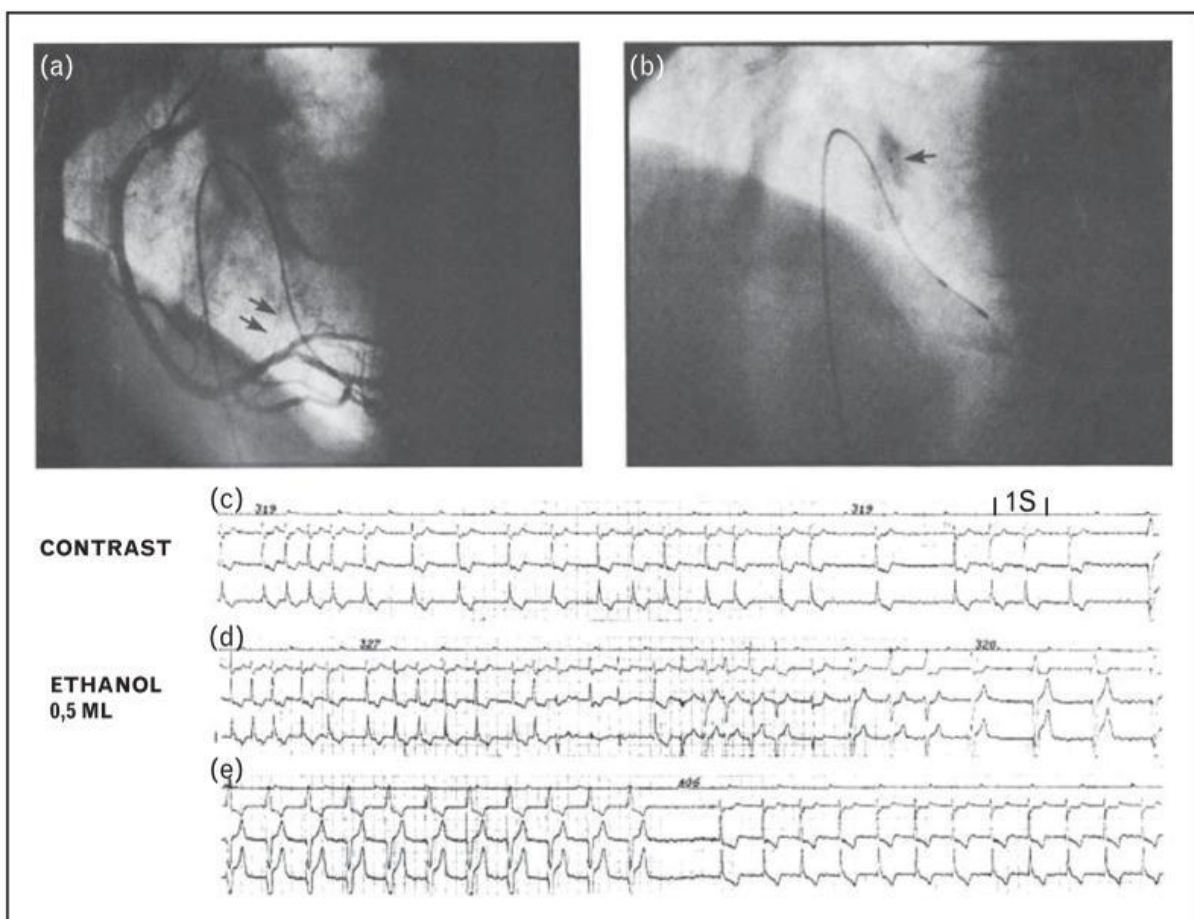 (a)
(b)
(c)
319
319
1S
CONTRAST
(d)
327
320.
ETHANOL
0,5 ML
(e)
406